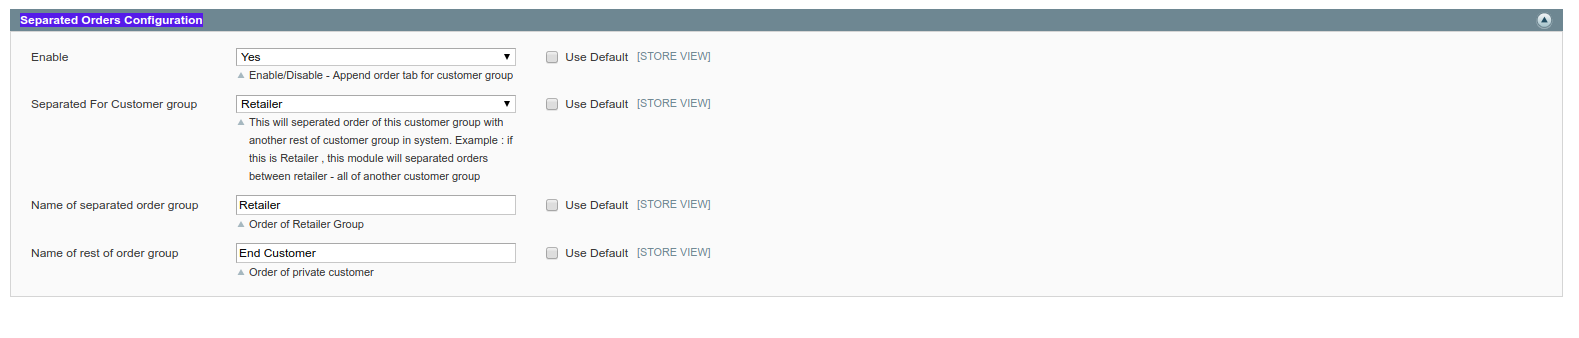 Separated Orders Configuration
Enable
Yes
Use Default [STORE VIEW]
Enable/Disable - Append order tab for customer group
Separated For Customer group
Retailer
Use Default [STORE VIEW]
This will seperated order of this customer group with
another rest of customer group in system. Example : if
this is Retailer , this module will separated orders
between retailer - all of another customer group
Name of separated order group
Retailer
Use Default [STORE VIEW]
Order of Retailer Group
Name of rest of order group
End Customer
Use Default [STORE VIEW]
Order of private customer